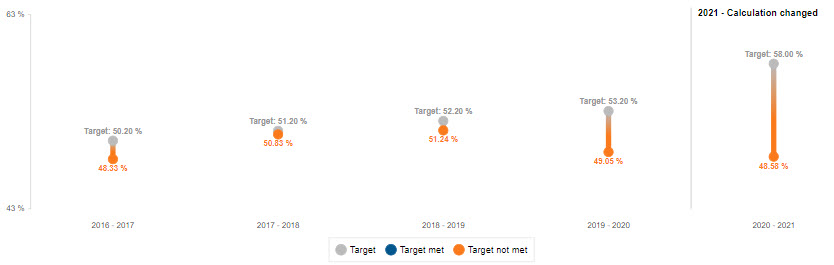 63 %
2021 - Calculation changed
Target: 58.00 %
Target: 53.20 %
Target: 52.20 %
Target: 51.20 %
Target: 50.20 %
50.83 %
51.24 %
49.05 %
48.33 %
48.58 %
43 %
2016 - 2017
2017 - 2018
2018 - 2019
2019 - 2020
2020 - 2021
Target
Target met
Target not met